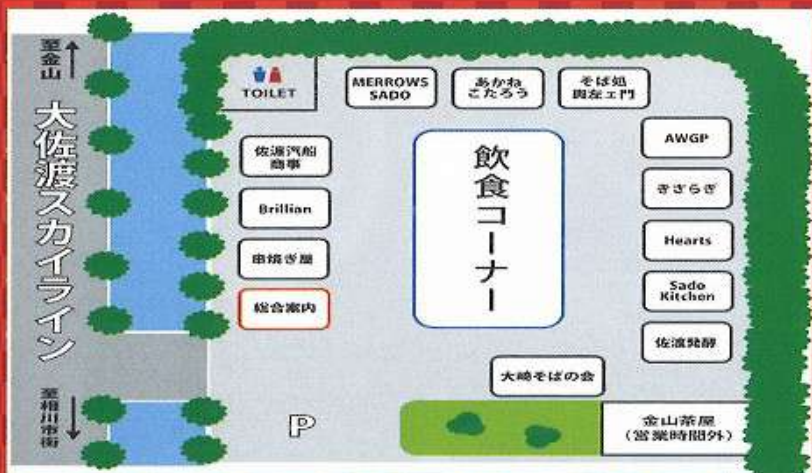 至金山
大佐渡スカイライン
至相川市街
TOILET
MERROWS
SADO
あかね
こたろう
そば処
四左ェ門
佐渡汽船
商事
Brillian
串焼き屋
総合案内
飲食コーナー
AWGP
きさらぎ
Hearts
Sado
Kitchen
佐渡発酵
大崎そばの会
P
金山茶屋
(営業時間外)